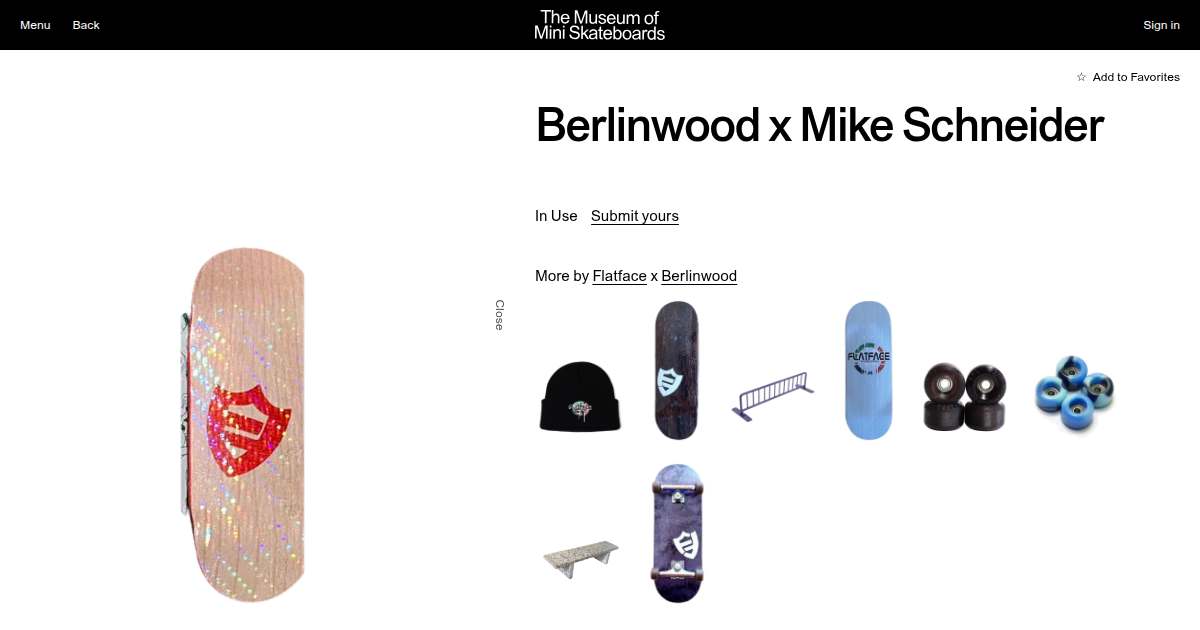 Menu Back
The Museum of
Mini Skateboards
Sign in
☆ Add to Favorites
Berlinwood x Mike Schneider
In Use Submit yours
More by Flatface x Berlinwood
Close
FLATFACE